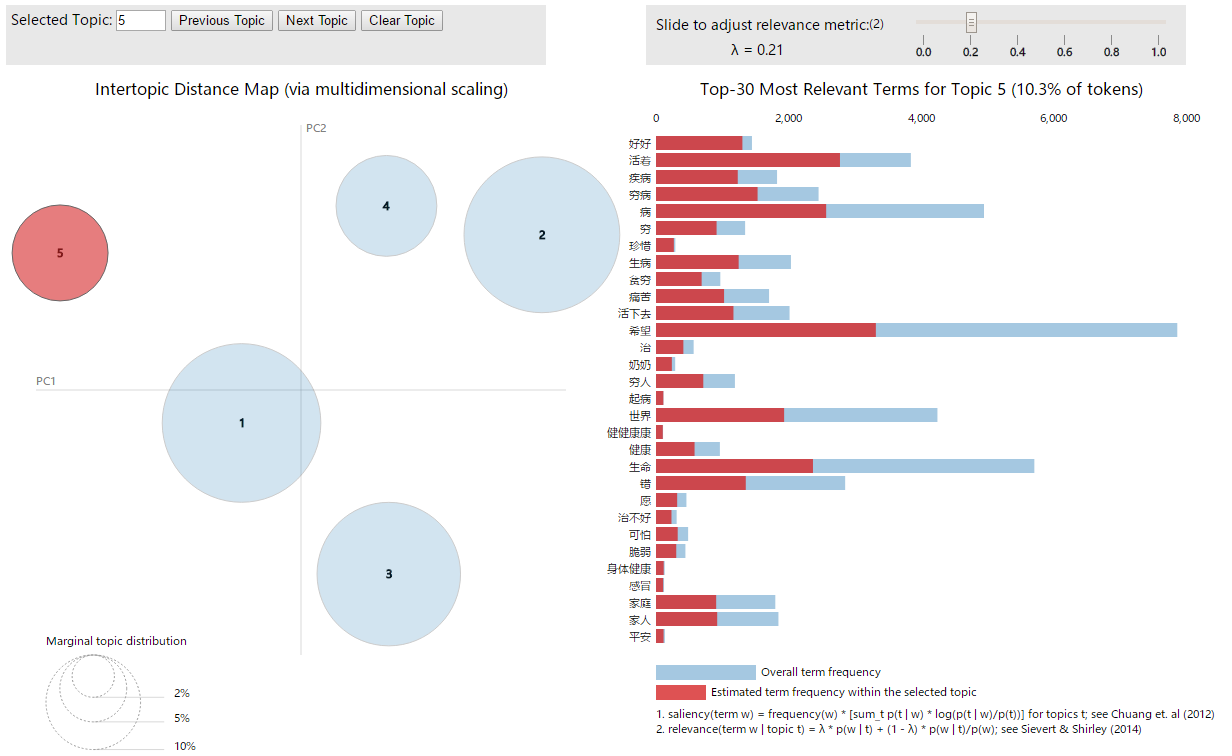 Selected Topic: 5 Previous Topic Next Topic Clear Topic
Slide to adjust relevance metric:(2)
λ = 0.21
0.0 0.2 0.4 0.6 0.8 1.0
Intertopic Distance Map (via multidimensional scaling)
PC2
PC1
5
4
2
1
3
Marginal topic distribution
2%
5%
10%
Top-30 Most Relevant Terms for Topic 5 (10.3% of tokens)
0 2,000 4,000 6,000 8,000
好好
活着
疾病
穷病
病
穷
珍惜
生病
贫穷
痛苦
活下去
希望
治
奶奶
穷人
起病
世界
健健康康
健康
生命
错
愿
治不好
可怕
脆弱
身体健康
感冒
家庭
家人
平安
Overall term frequency
Estimated term frequency within the selected topic
1. saliency(term w) = frequency(w) * [sum_t p(t | w) * log(p(t | w)/p(t))] for topics t; see Chuang et. al (2012)
2. relevance(term w | topic t) = λ * p(w | t) + (1 - λ) * p(w | t)/p(w); see Sievert & Shirley (2014)